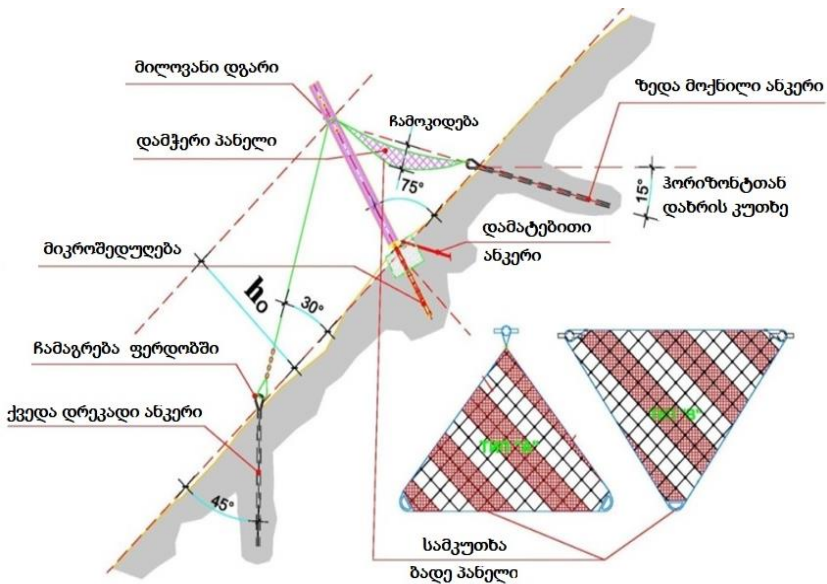 მილოვანი დგარი
დამჭერი პანელი
ჩამოკიდება
ზედა მოქნილი ანკერი
75°
15°
ჰორიზონტთან
დახრის კუთხე
დამატებითი
ანკერი
მიკროშედუღება
h₀
30°
ჩამაგრება ფერდობში
ქვედა დრეკადი ანკერი
45°
სამკუთხა
ბადე პანელი